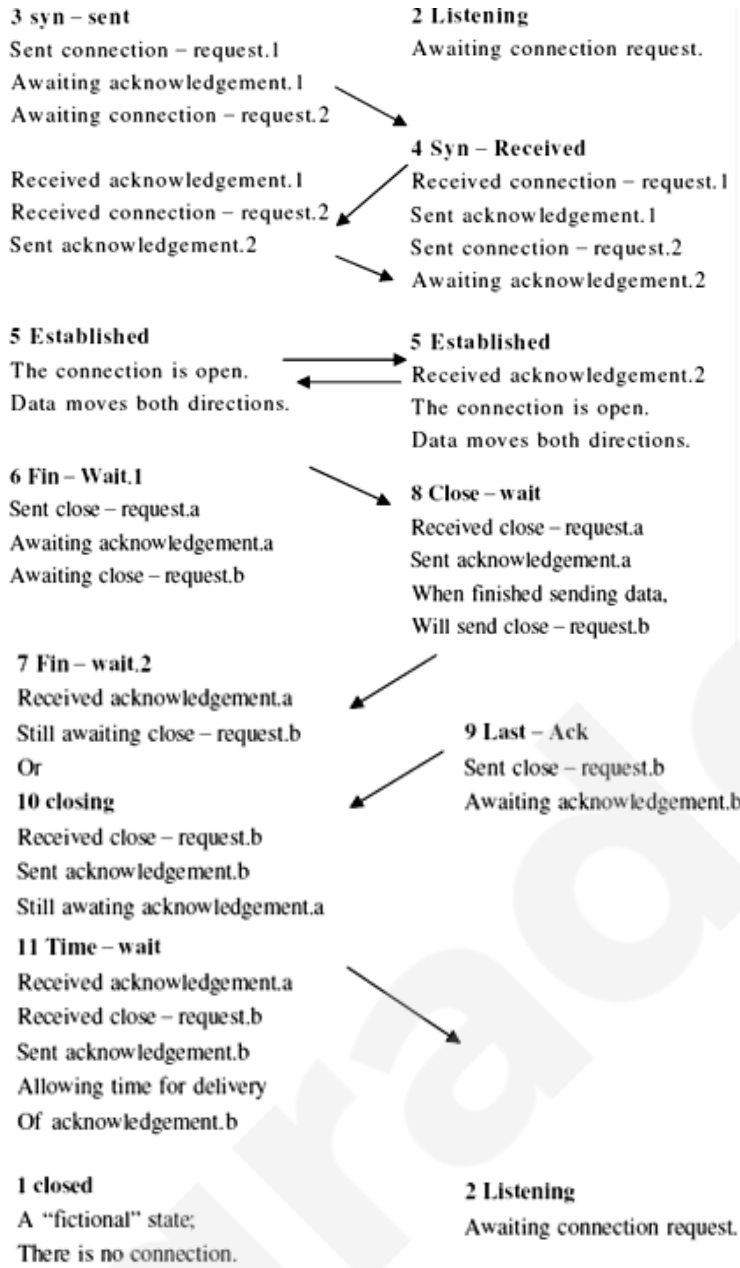 3 syn – sent
Sent connection – request.1
Awaiting acknowledgement.1
Awaiting connection – request.2
2 Listening
Awaiting connection request.
4 Syn – Received
Received connection – request.1
Sent acknowledgement.1
Sent connection – request.2
Awaiting acknowledgement.2
Received acknowledgement.1
Received connection – request.2
Sent acknowledgement.2
5 Established
The connection is open.
Data moves both directions.
5 Established
Received acknowledgement.2
The connection is open.
Data moves both directions.
6 Fin – Wait.1
Sent close – request.a
Awaiting acknowledgement.a
Awaiting close – request.b
8 Close – wait
Received close – request.a
Sent acknowledgement.a
When finished sending data,
Will send close – request.b
7 Fin – wait.2
Received acknowledgement.a
Still awaiting close – request.b
Or
10 closing
Received close – request.b
Sent acknowledgement.b
Still awating acknowledgement.a
9 Last – Ack
Sent close – request.b
Awaiting acknowledgement.b
11 Time – wait
Received acknowledgement.a
Received close – request.b
Sent acknowledgement.b
Allowing time for delivery
Of acknowledgement.b
1 closed
A “fictional” state;
There is no connection.
2 Listening
Awaiting connection request.